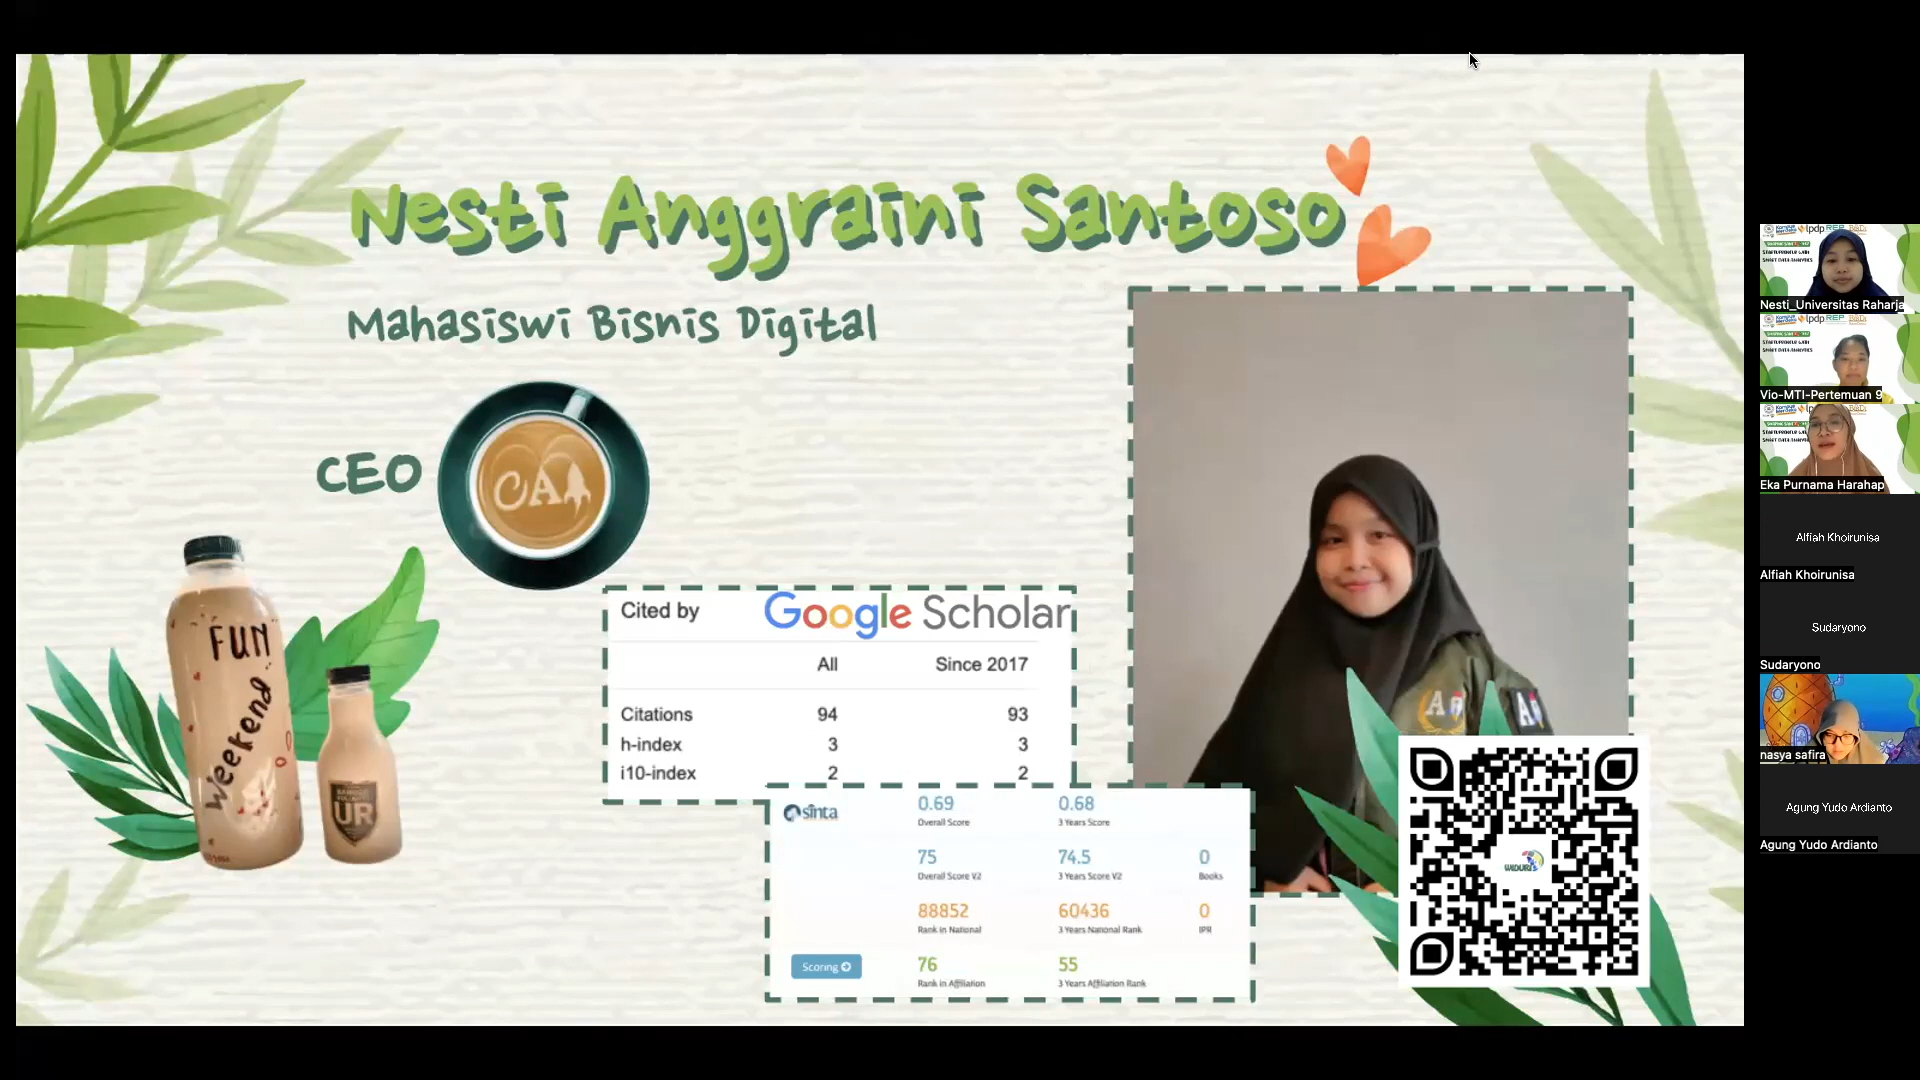 Nesti Anggraini Santoso
Mahasiswi Bisnis Digital
CEO
CA
FUN
Weekend
UR
Cited by
Google Scholar
All Since 2017
Citations 94 93
h-index 3 3
i10-index 2 2
sinta
0.69 0.68
Overall Score 3 Years Score
75 74.5 0
Overall Score V2 3 Years Score V2 Books
88852 60436 0
Rank in National 3 Years National Rank IPR
Scoring
76 55
Rank in Affiliation 3 Years Affiliation Rank
A
A
WIDURI
Nesti_Universitas Raharja
Vio-MTI-Pertemuan 9
Eka Purnama Harahap
Alfiah Khoirunisa
Alfiah Khoirunisa
Sudaryono
Sudaryono
nasya safira
Agung Yudo Ardianto
Agung Yudo Ardianto